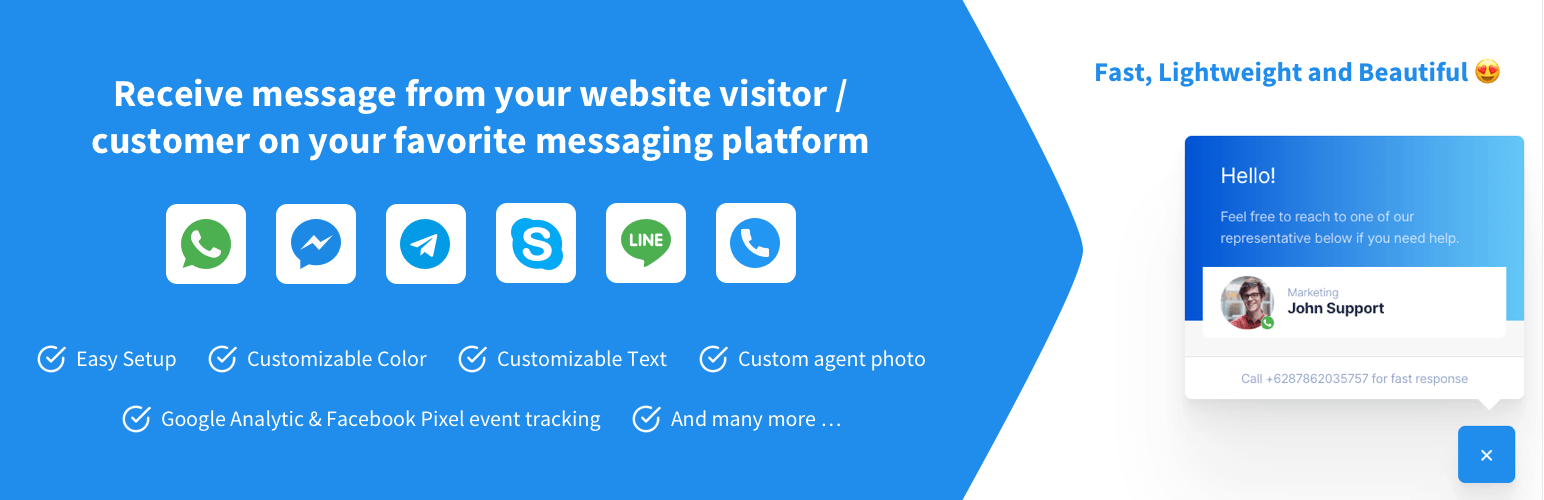 Receive message from your website visitor /
customer on your favorite messaging platform
S
LINE
Easy Setup
Customizable Color
Customizable Text
Custom agent photo
Google Analytic & Facebook Pixel event tracking
And many more …
Fast, Lightweight and Beautiful 😍
Hello!
Feel free to reach to one of our
representative below if you need help.
Marketing
John Support
Call +6287862035757 for fast response